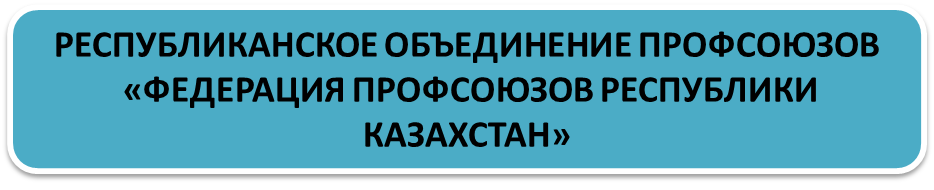 РЕСПУБЛИКАНСКОЕ ОБЪЕДИНЕНИЕ ПРОФСОЮЗОВ
«ФЕДЕРАЦИЯ ПРОФСОЮЗОВ РЕСПУБЛИКИ
КАЗАХСТАН»